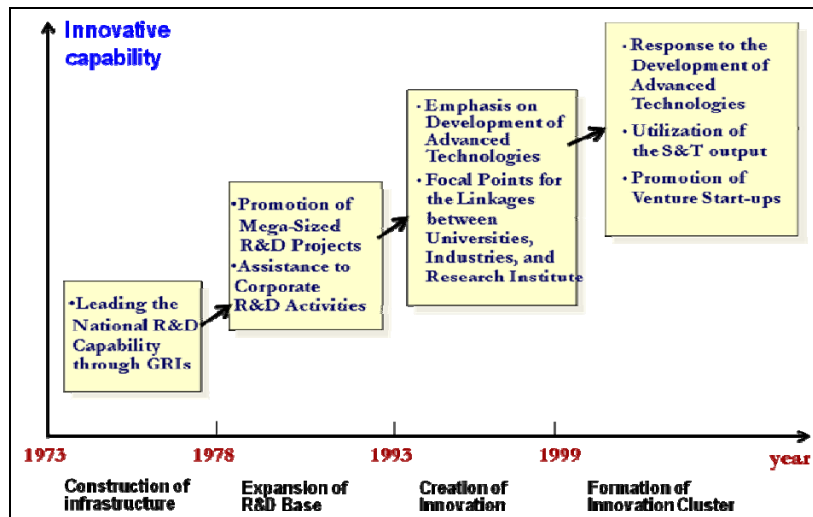 Innovative
capability
• Response to the
Development of
Advanced
Technologies
• Utilization of
the S&T output
• Promotion of
Venture Start-ups
• Emphasis on
Development of
Advanced
Technologies
• Focal Points for
the Linkages
between
Universities,
Industries, and
Research Institute
•Promotion of
Mega-Sized
R&D Projects
•Assistance to
Corporate
R&D Activities
•Leading the
National R&D
Capability
through GRIs
1973
1978
1993
1999
year
Construction of
infrastructure
Expansion of
R&D Base
Creation of
Innovation
Formation of
Innovation Cluster